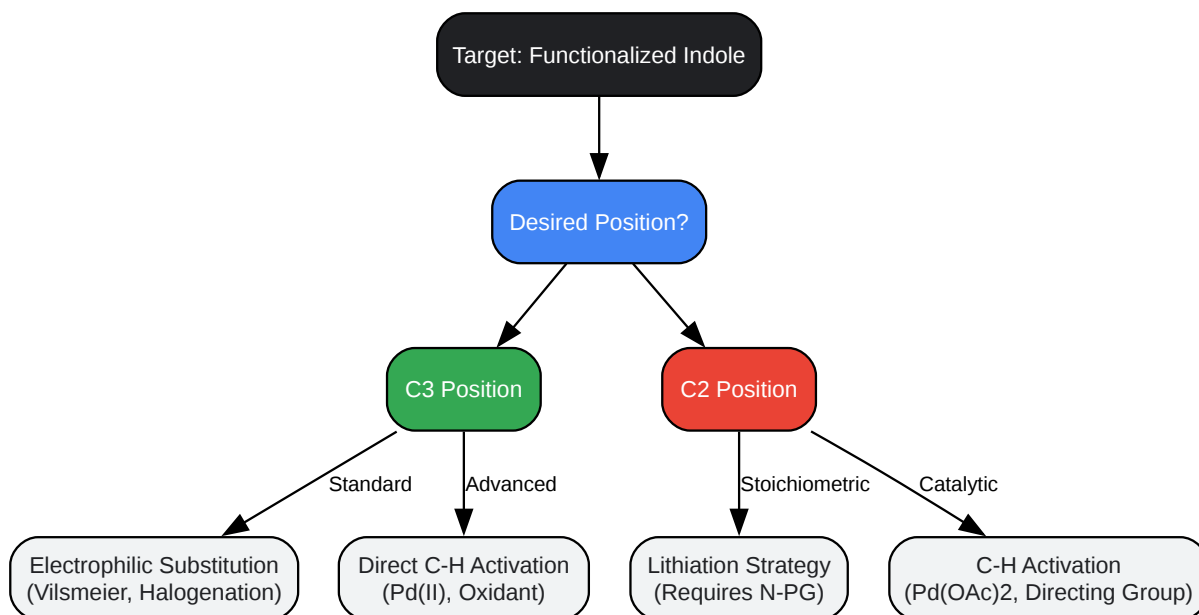 Target: Functionalized Indole
Desired Position?
C3 Position
C2 Position
Standard
Advanced
Stoichiometric
Catalytic
Electrophilic Substitution
(Vilsmeier, Halogenation)
Direct C-H Activation
(Pd(II), Oxidant)
Lithiation Strategy
(Requires N-PG)
C-H Activation
(Pd(OAc)2, Directing Group)